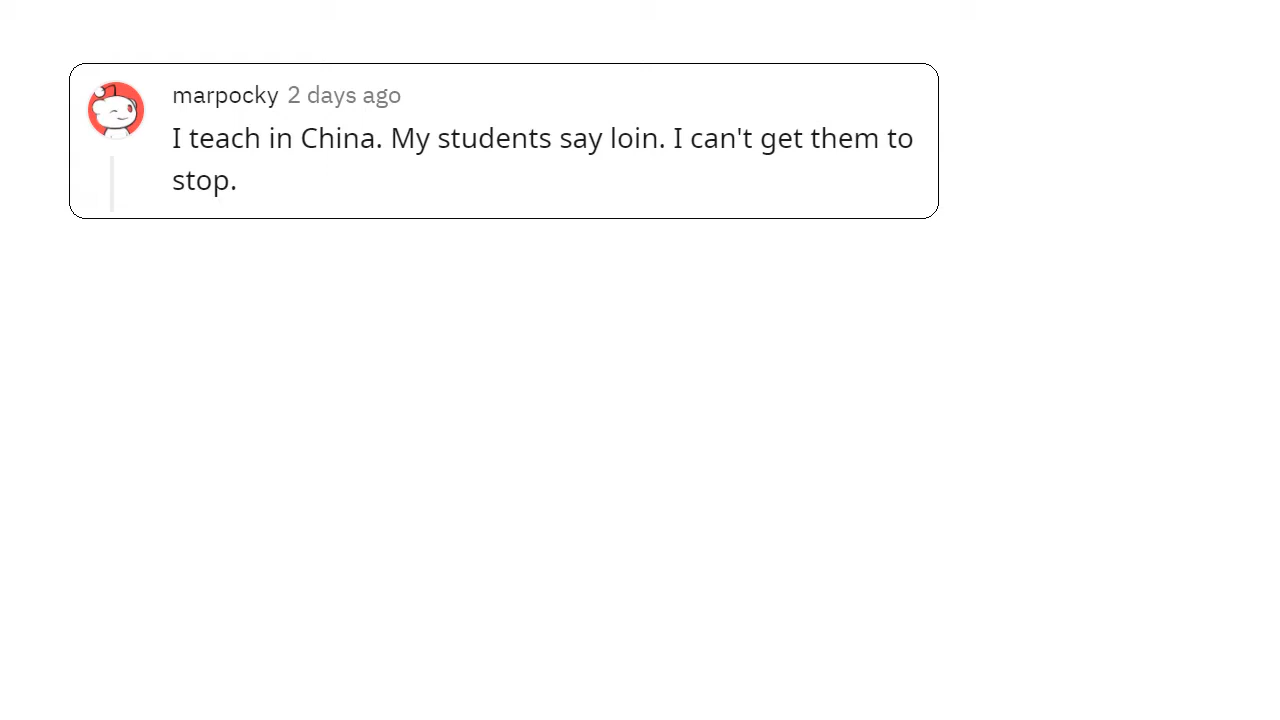 marpocky 2 days ago
I teach in China. My students say loin. I can't get them to
stop.